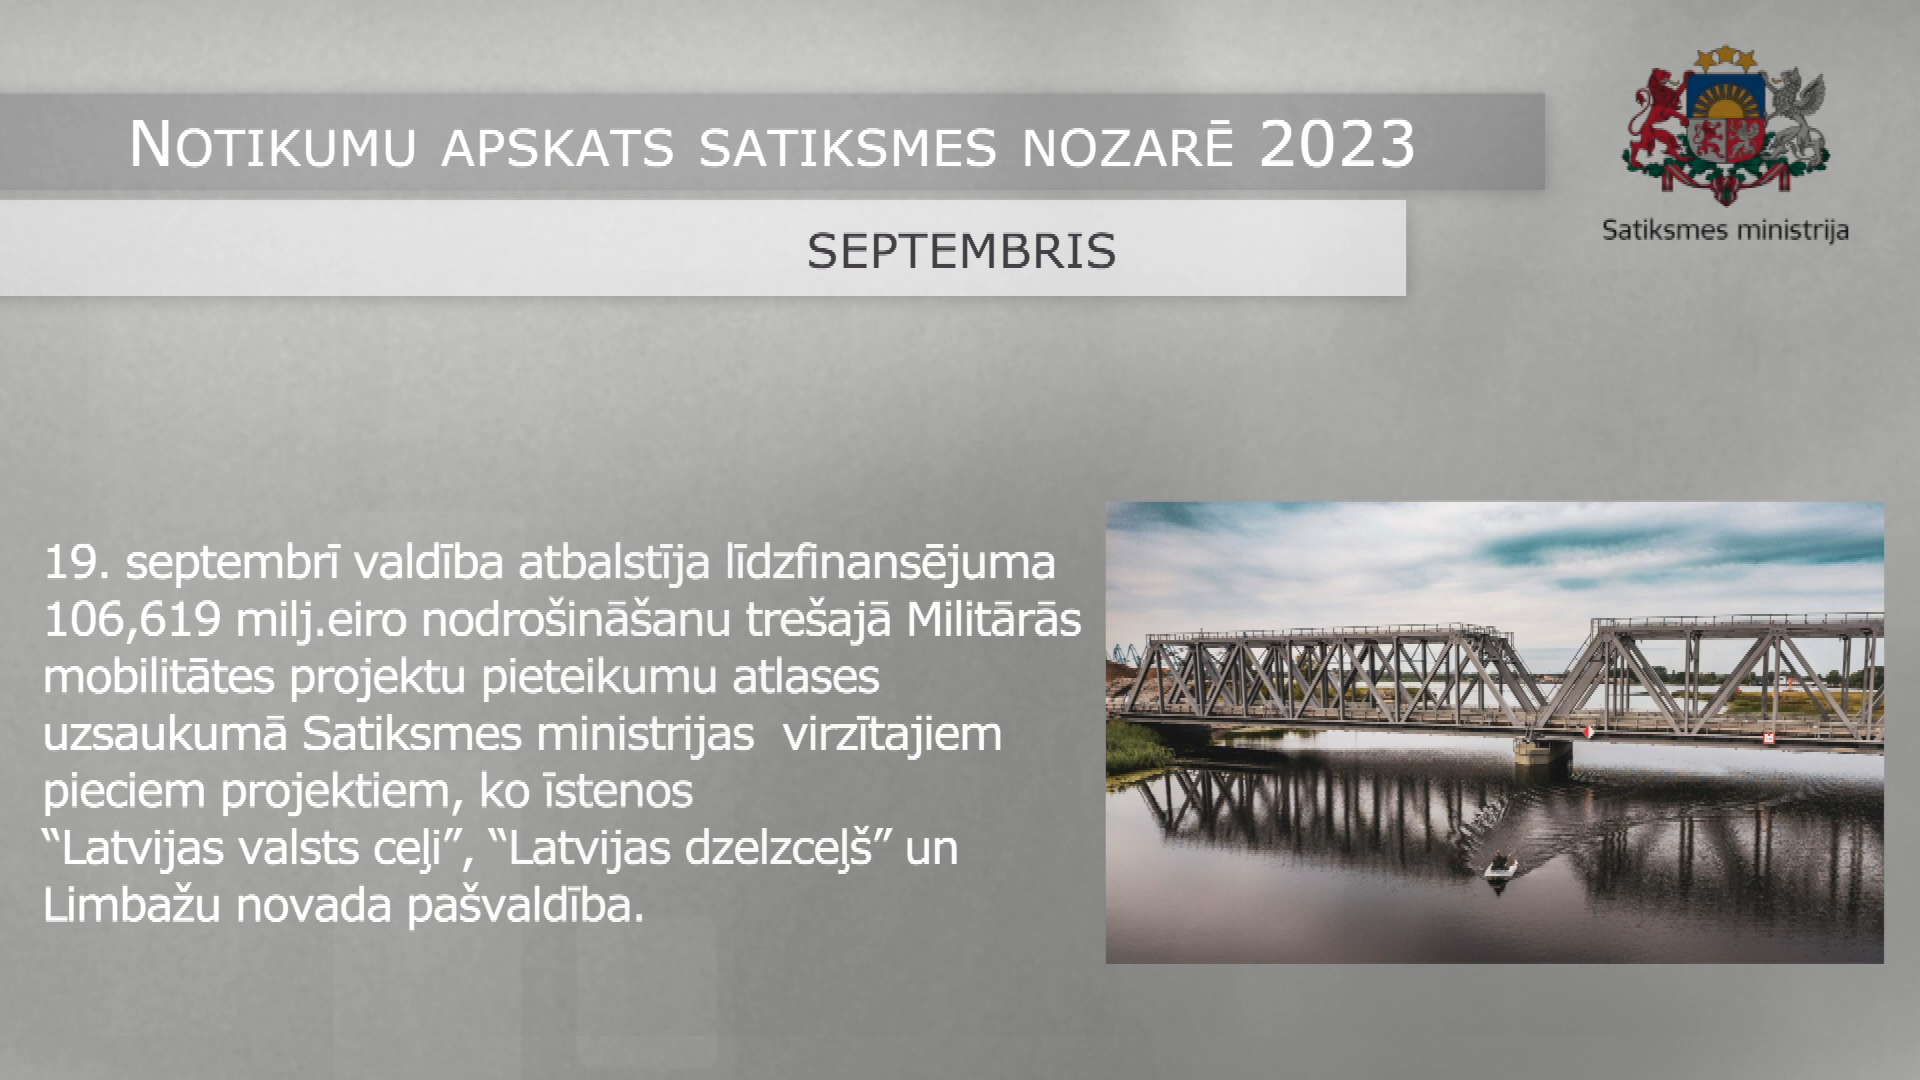 NOTIKUMU APSKATS SATIKSMES NOZARĒ 2023
SEPTEMBRIS
Satiksmes ministrija
19. septembrī valdība atbalstīja līdzfinansējuma
106,619 milj.eiro nodrošināšanu trešajā Militārās
mobilitātes projektu pieteikumu atlases
uzsaukumā Satiksmes ministrijas  virzītajiem
pieciem projektiem, ko īstenos
“Latvijas valsts ceļi”, “Latvijas dzelzceļš” un
Limbažu novada pašvaldība.